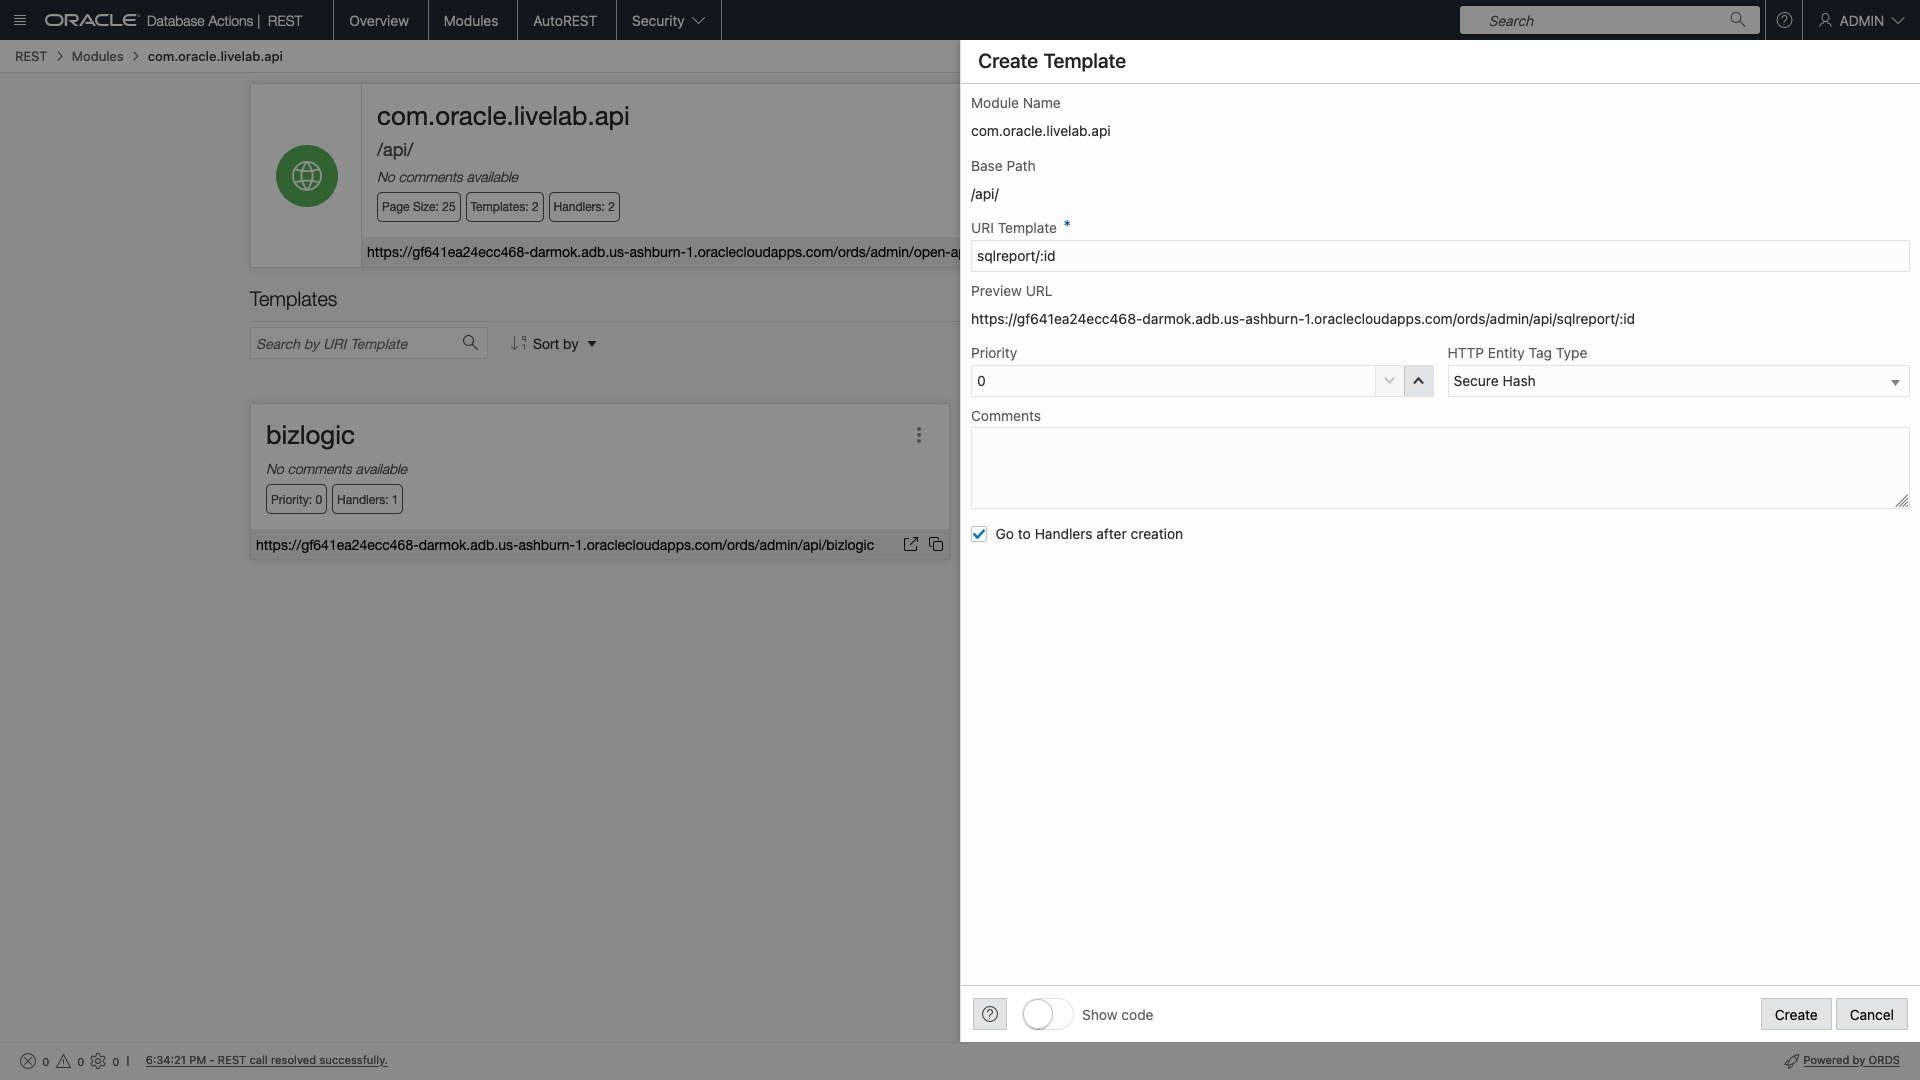 ORACLE Database Actions | REST
Overview
Modules
AutoREST
Security
Search
ADMIN
REST > Modules > com.oracle.livelab.api
com.oracle.livelab.api
/api/
No comments available
Page Size: 25
Templates: 2
Handlers: 2
https://gf641ea24ecc468-darmok.adb.us-ashburn-1.oraclecloudapps.com/ords/admin/open-a
Templates
Search by URI Template
Sort by
bizlogic
No comments available
Priority: 0
Handlers: 1
https://gf641ea24ecc468-darmok.adb.us-ashburn-1.oraclecloudapps.com/ords/admin/api/bizlogic
Create Template
Module Name
com.oracle.livelab.api
Base Path
/api/
URI Template *
sqlreport/:id
Preview URL
https://gf641ea24ecc468-darmok.adb.us-ashburn-1.oraclecloudapps.com/ords/admin/api/sqlreport/:id
Priority
0
HTTP Entity Tag Type
Secure Hash
Comments
Go to Handlers after creation
Show code
Create
Cancel
0 0 0 | 6:34:21 PM - REST call resolved successfully.
Powered by ORDS